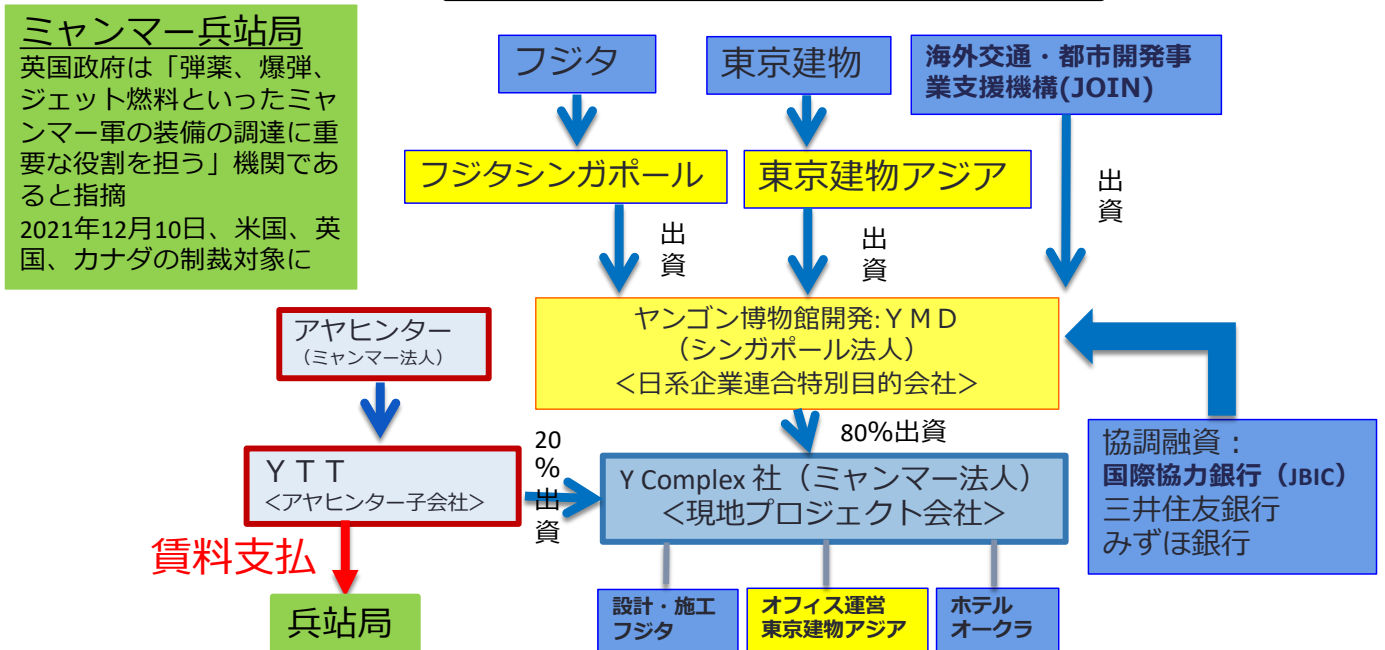 ミャンマー兵站局
英国政府は「弾薬、爆弾、
ジェット燃料といったミャ
ンマー軍の装備の調達に重
要な役割を担う」機関であ
ると指摘
2021年12月10日、米国、英
国、カナダの制裁対象に
フジタ
東京建物
海外交通・都市開発事
業支援機構(JOIN)
フジタシンガポール
東京建物アジア
出
資
出
資
出
資
ヤンゴン博物館開発:ＹＭＤ
（シンガポール法人）
＜日系企業連合特別目的会社＞
アヤヒンター
（ミャンマー法人）
80%出資
20
%
出
資
ＹＴＴ
＜アヤヒンター子会社＞
Y Complex 社（ミャンマー法人）
＜現地プロジェクト会社＞
協調融資：
国際協力銀行（JBIC）
三井住友銀行
みずほ銀行
賃料支払
兵站局
設計・施工
フジタ
オフィス運営
東京建物アジア
ホテル
オークラ